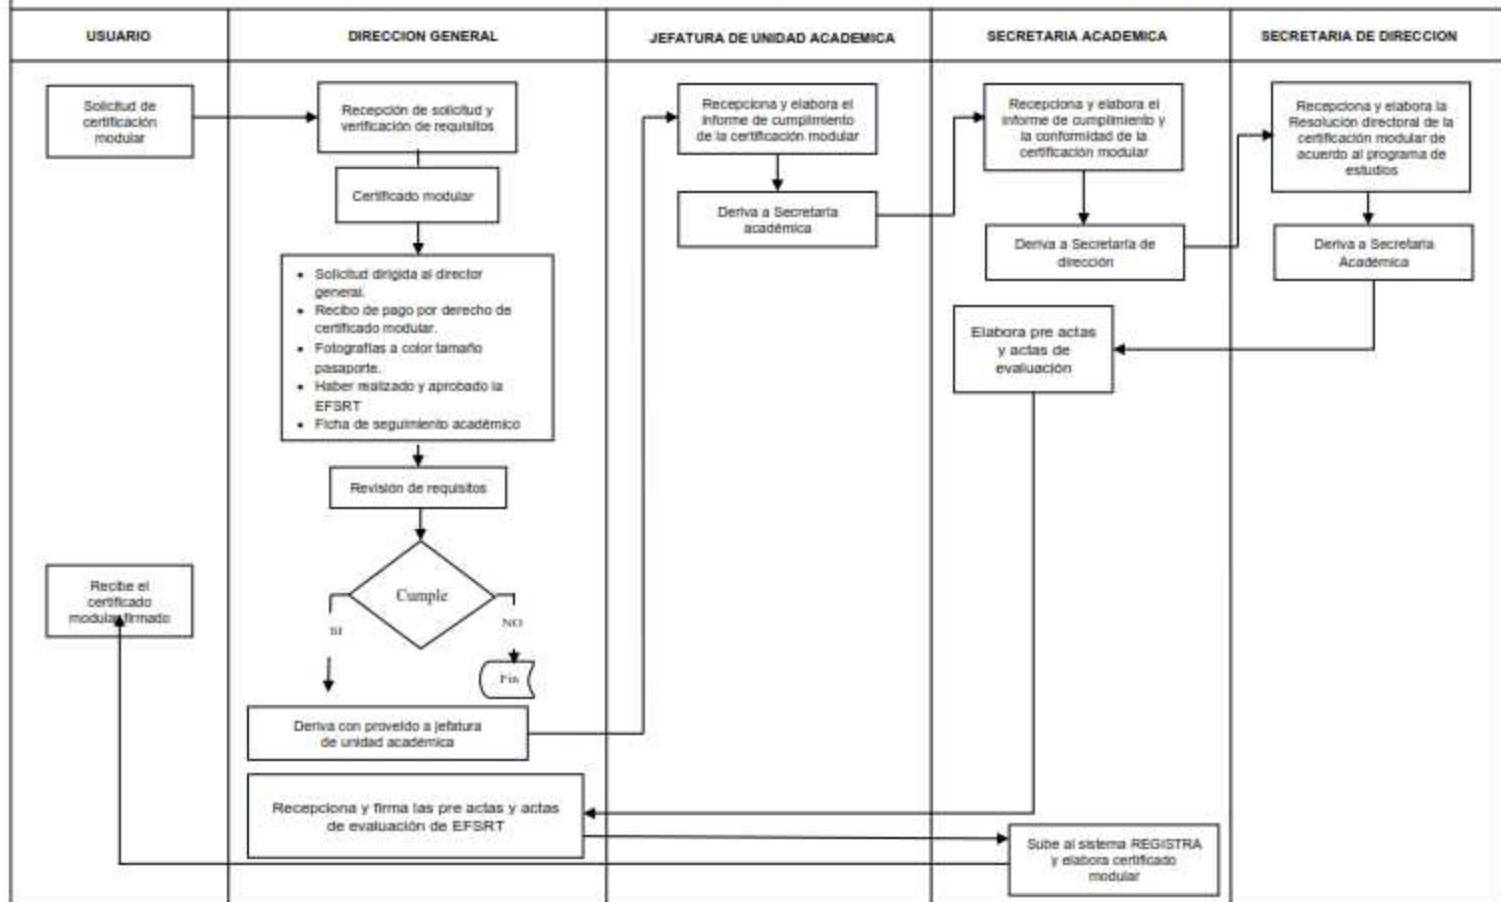 USUARIO
DIRECCION GENERAL
JEFATURA DE UNIDAD ACADEMICA
SECRETARIA ACADEMICA
SECRETARIA DE DIRECCION
Solicitud de
certificación
modular
Recepción de solicitud y
verificación de requisitos
Certificado modular
• Solicitud dirigida al director
general.
• Recibo de pago por derecho de
certificado modular.
• Fotografías a color tamaño
pasaporte.
• Haber realizado y aprobado la
EFSRT
• Ficha de seguimiento académico
Revisión de requisitos
Cumple
SI
NO
Fin
Deriva con proveído a jefatura
de unidad académica
Recepciona y firma las pre actas y actas
de evaluación de EFSRT
Recepciona y elabora el
informe de cumplimiento
de la certificación modular
Deriva a Secretaría
académica
Recepciona y elabora el
informe de cumplimiento y
la conformidad de la
certificación modular
Deriva a Secretaría de
dirección
Recepciona y elabora la
Resolución directoral de la
certificación modular de
acuerdo al programa de
estudios
Deriva a Secretaria
Académica
Elabora pre actas
y actas de
evaluación
Sube al sistema REGISTRA
y elabora certificado
modular
Recibe el
certificado
modular firmado